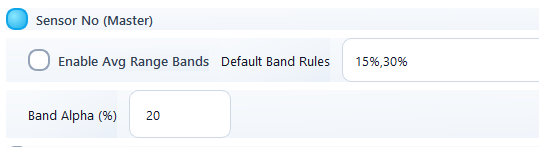 Sensor No (Master)
Enable Avg Range Bands Default Band Rules 15%,30%
Band Alpha (%) 20